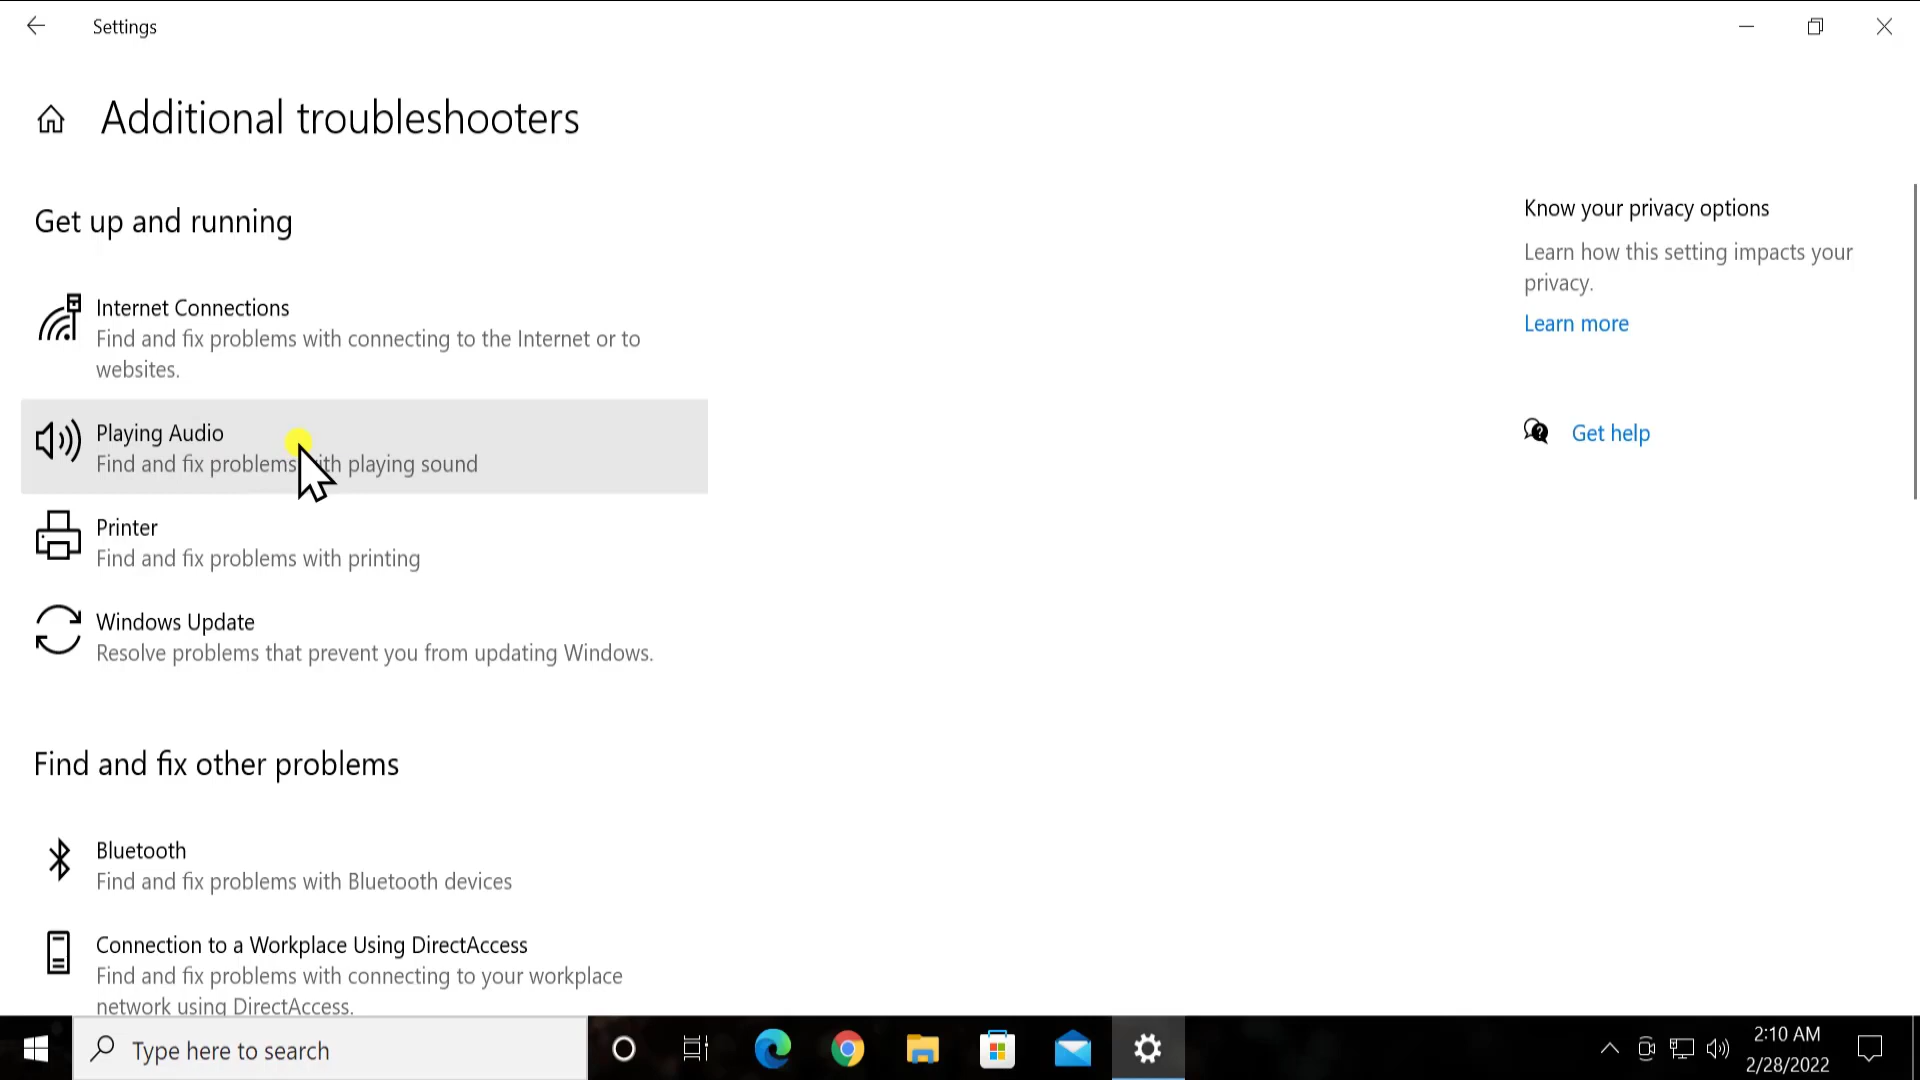 Settings
Additional troubleshooters
Get up and running
Internet Connections
Find and fix problems with connecting to the Internet or to
websites.
Playing Audio
Find and fix problems with playing sound
Printer
Find and fix problems with printing
Windows Update
Resolve problems that prevent you from updating Windows.
Find and fix other problems
Bluetooth
Find and fix problems with Bluetooth devices
Connection to a Workplace Using DirectAccess
Find and fix problems with connecting to your workplace
network using DirectAccess.
Know your privacy options
Learn how this setting impacts your
privacy.
Learn more
Get help
Type here to search
2:10 AM
2/28/2022